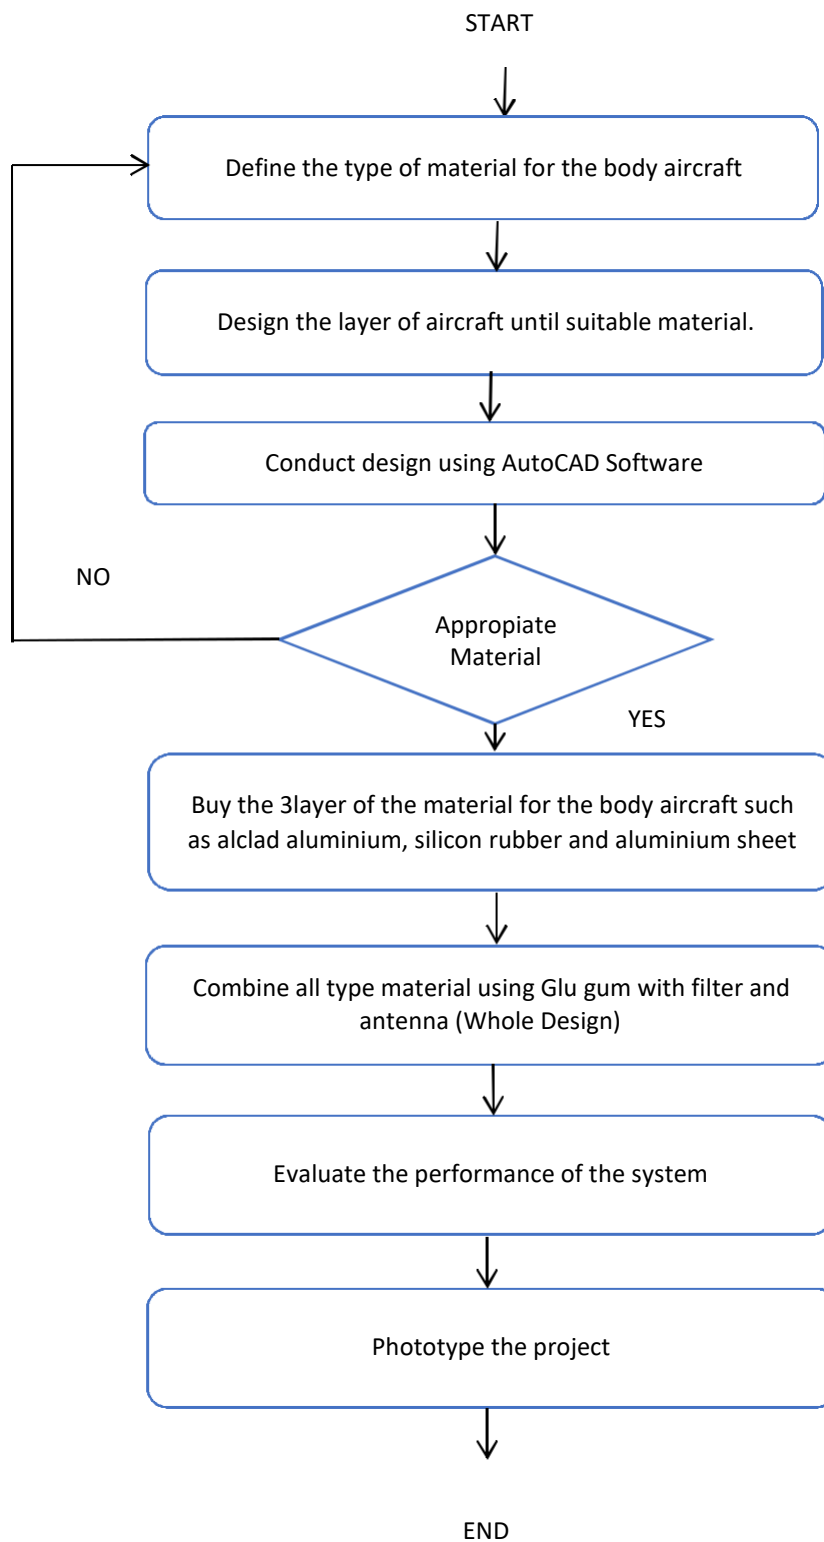 START
Define the type of material for the body aircraft
Design the layer of aircraft until suitable material.
Conduct design using AutoCAD Software
NO
Appropiate
Material
YES
Buy the 3layer of the material for the body aircraft such
as alclad aluminium, silicon rubber and aluminium sheet
Combine all type material using Glu gum with filter and
antenna (Whole Design)
Evaluate the performance of the system
Phototype the project
END